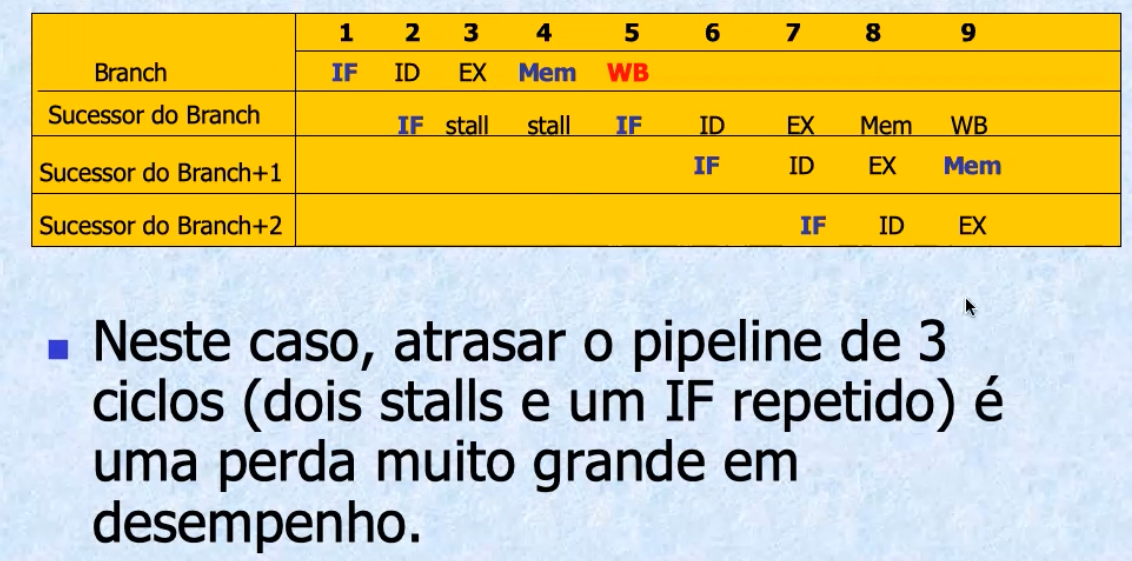 1 2 3 4 5 6 7 8 9
Branch IF ID EX Mem WB
Sucessor do Branch IF stall stall IF ID EX Mem WB
Sucessor do Branch+1 IF ID EX Mem
Sucessor do Branch+2 IF ID EX
Neste caso, atrasar o pipeline de 3
ciclos (dois stalls e um IF repetido) é
uma perda muito grande em
desempenho.